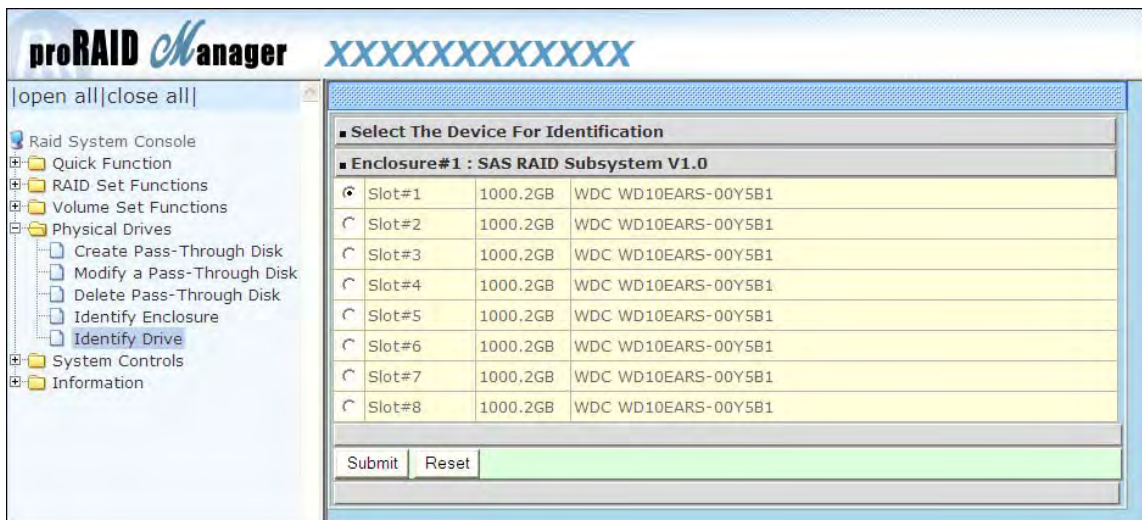 proRAID Manager XXXXXXXXXXXX
|open all|close all|
Raid System Console
Quick Function
RAID Set Functions
Volume Set Functions
Physical Drives
Create Pass-Through Disk
Modify a Pass-Through Disk
Delete Pass-Through Disk
Identify Enclosure
Identify Drive
System Controls
Information
Select The Device For Identification
Enclosure#1 : SAS RAID Subsystem V1.0
Slot#1 1000.2GB WDC WD10EARS-00Y5B1
Slot#2 1000.2GB WDC WD10EARS-00Y5B1
Slot#3 1000.2GB WDC WD10EARS-00Y5B1
Slot#4 1000.2GB WDC WD10EARS-00Y5B1
Slot#5 1000.2GB WDC WD10EARS-00Y5B1
Slot#6 1000.2GB WDC WD10EARS-00Y5B1
Slot#7 1000.2GB WDC WD10EARS-00Y5B1
Slot#8 1000.2GB WDC WD10EARS-00Y5B1
Submit Reset